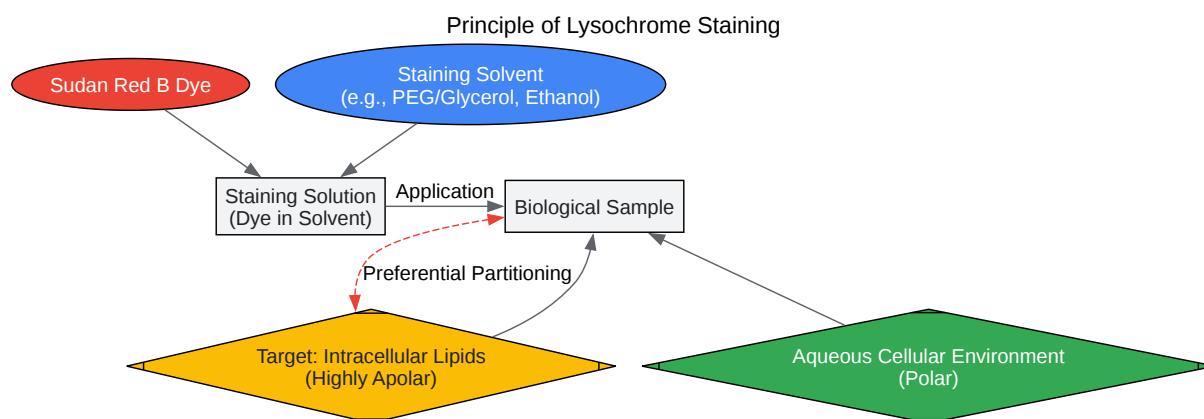 Principle of Lysochrome Staining
Sudan Red B Dye
Staining Solvent
(e.g., PEG/Glycerol, Ethanol)
Staining Solution
(Dye in Solvent)
Application
Biological Sample
Preferential Partitioning
Target: Intracellular Lipids
(Highly Apolar)
Aqueous Cellular Environment
(Polar)